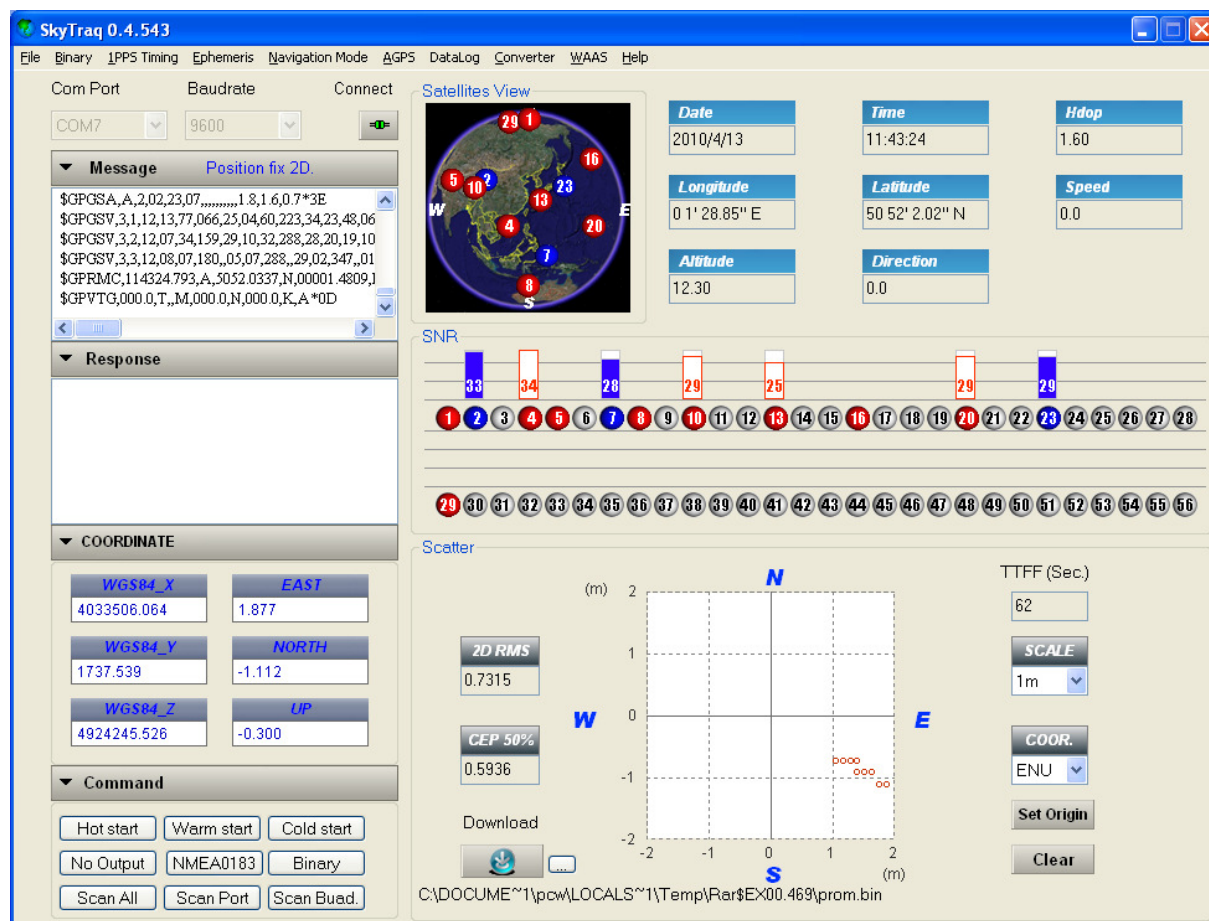 SkyTraq 0.4.543
File Binary 1PPS Timing Ephemeris Navigation Mode AGPS DataLog Converter WAAS Help
Com Port Baudrate Connect
COM7 9600
Message Position fix 2D.
$GPGSA,A,2,02,23,07,,,,,,,,,,1.8,1.6,0.7*3E
$GPGSV,3,1,12,13,77,066,25,04,60,223,34,23,48,06
$GPGSV,3,2,12,07,34,159,29,10,32,288,28,20,19,10
$GPGSV,3,3,12,08,07,180,,05,07,288,,29,02,347,,01
$GPRMC,114324.793,A,5052.0337,N,00001.4809,
$GPVTG,000.0,T,,M,000.0,N,000.0,K,A*0D
Response
COORDINATE
WGS84_X EAST
4033506.064 1.877
WGS84_Y NORTH
1737.539 -1.112
WGS84_Z UP
4924245.526 -0.300
Command
Hot start Warm start Cold start
No Output NMEA0183 Binary
Scan All Scan Port Scan Buad.
Satellites View
29 1
16
5 10 2 23
13
W E
4 20
7
8
S
Date Time Hdop
2010/4/13 11:43:24 1.60
Longitude Latitude Speed
0 1' 28.85" E 50 52' 2.02" N 0.0
Altitude Direction
12.30 0.0
SNR
33 34 28 29 25 29 29
1 2 3 4 5 6 7 8 9 10 11 12 13 14 15 16 17 18 19 20 21 22 23 24 25 26 27 28
29 30 31 32 33 34 35 36 37 38 39 40 41 42 43 44 45 46 47 48 49 50 51 52 53 54 55 56
Scatter
2D RMS
0.7315
CEP 50%
0.5936
Download
...
(m) N
2
1
W 0 E
-1
-2
-2 -1 0 1 2
S (m)
TTFF (Sec.)
62
SCALE
1m
COOR.
ENU
Set Origin
Clear
C:\DOCUME~1\pcw\LOCALS~1\Temp\Rar$EX00.469\prom.bin